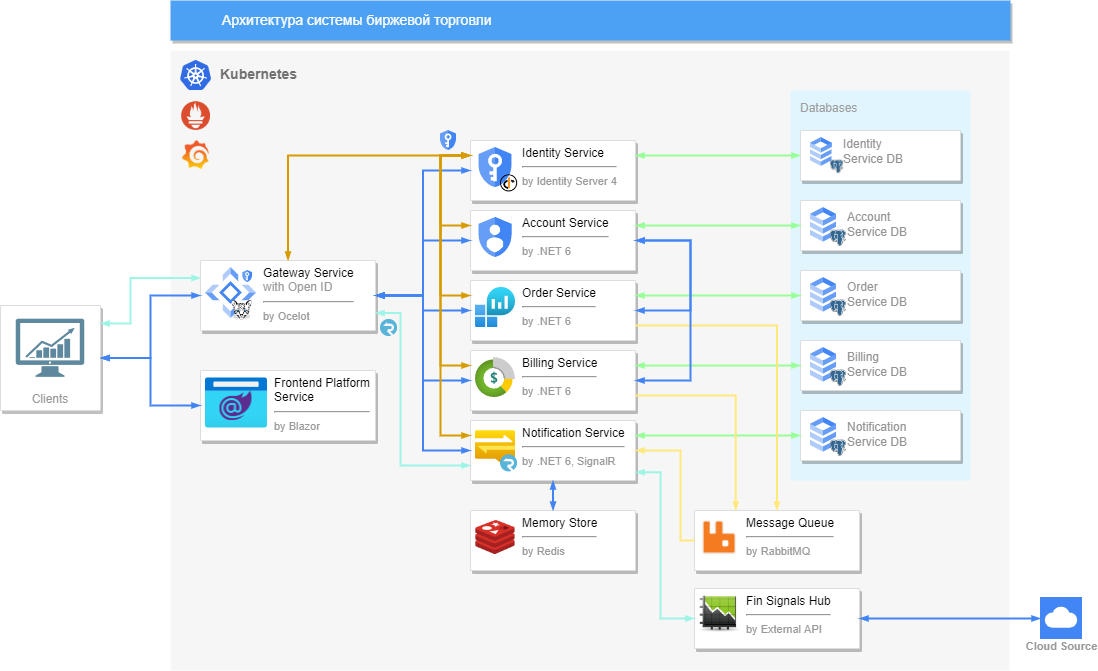 Архитектура системы биржевой торговли
Kubernetes
Databases
Identity Service
by Identity Server 4
Identity
Service DB
Account Service
by .NET 6
Account
Service DB
Gateway Service
with Open ID
by Ocelot
Order Service
by .NET 6
Order
Service DB
Clients
Frontend Platform
Service
by Blazor
Billing Service
by .NET 6
Billing
Service DB
Notification Service
by .NET 6, SignalR
Notification
Service DB
Memory Store
by Redis
Message Queue
by RabbitMQ
Fin Signals Hub
by External API
Cloud Source